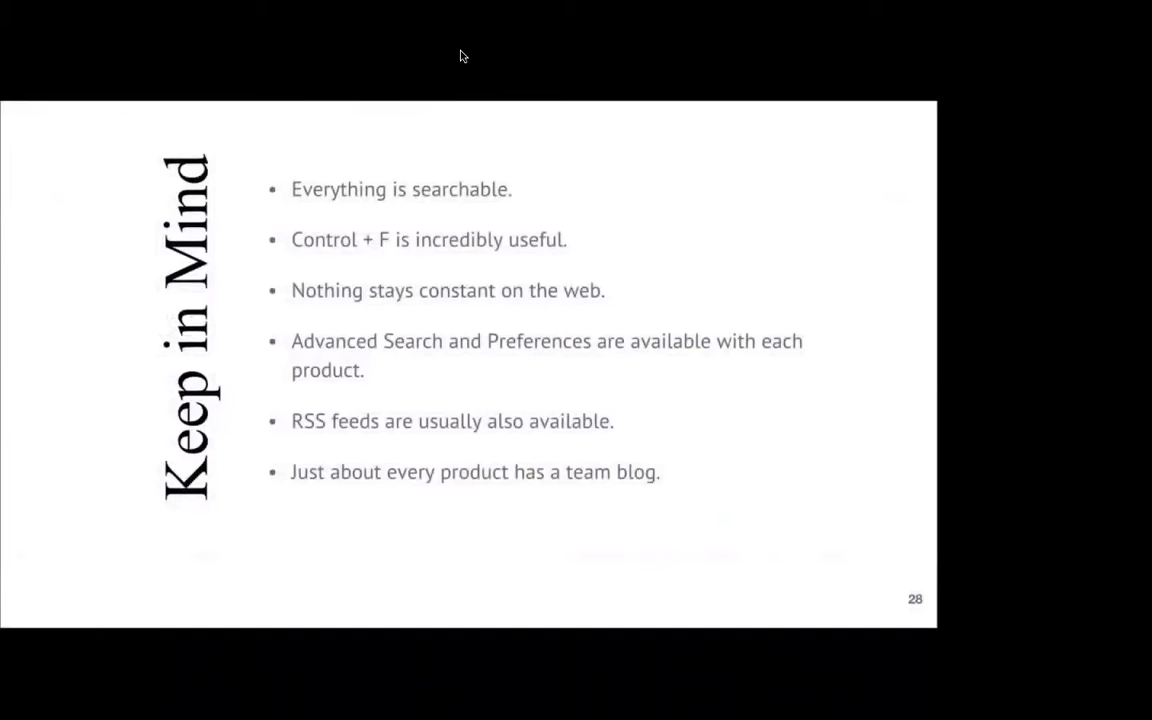 Keep in Mind
• Everything is searchable.
• Control + F is incredibly useful.
• Nothing stays constant on the web.
• Advanced Search and Preferences are available with each
product.
• RSS feeds are usually also available.
• Just about every product has a team blog.
28